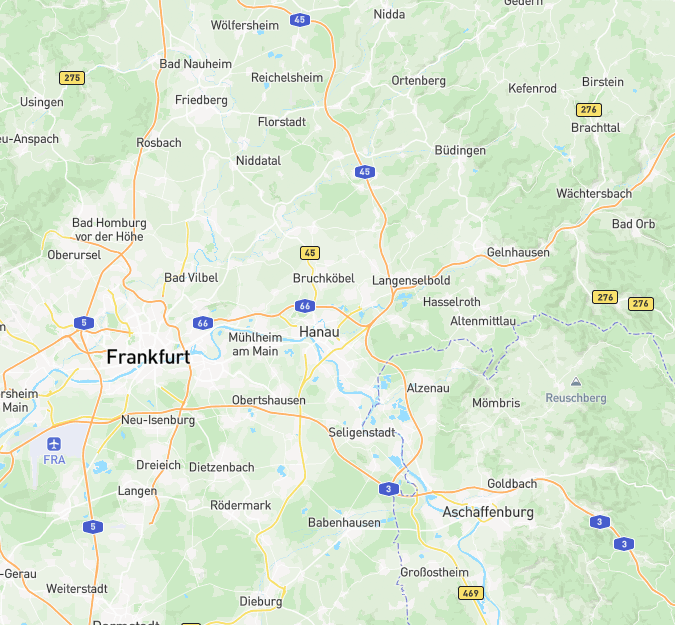 Gedern
Nidda
45
Wölfersheim
Bad Nauheim
275
Reichelsheim
Ortenberg
Birstein
Kefenrod
Usingen
Friedberg
276
Florstadt
Brachttal
eu-Anspach
Rosbach
Büdingen
Niddatal
45
Wächtersbach
Bad Homburg
vor der Höhe
Bad Orb
Oberursel
45
Gelnhausen
Bad Vilbel
Bruchköbel
Langenselbold
276
276
Hasselroth
66
5
66
Altenmittlau
Mühlheim
am Main
Hanau
Frankfurt
Reuschberg
Alzenau
rsheim
Main
Obertshausen
Mömbris
Neu-Isenburg
Seligenstadt
FRA
Dreieich
Dietzenbach
Langen
3
Goldbach
Rödermark
Aschaffenburg
5
Babenhausen
3
3
-Gerau
Großostheim
Weiterstadt
469
Dieburg
Darmstadt